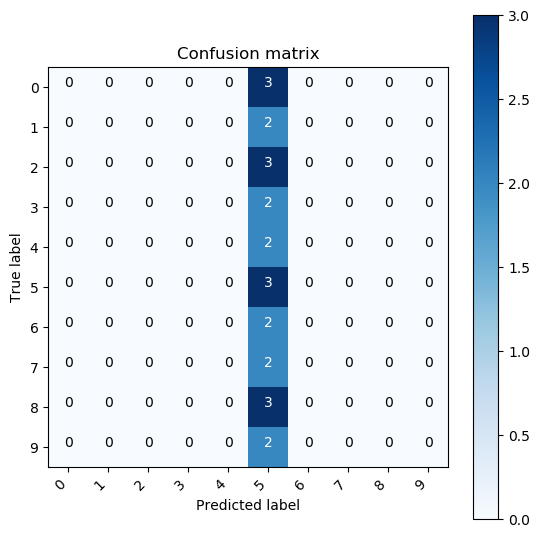 Confusion matrix
0 0 0 0 0 0 3 0 0 0 0
1 0 0 0 0 0 2 0 0 0 0
2 0 0 0 0 0 3 0 0 0 0
3 0 0 0 0 0 2 0 0 0 0
4 0 0 0 0 0 2 0 0 0 0
5 0 0 0 0 0 3 0 0 0 0
6 0 0 0 0 0 2 0 0 0 0
7 0 0 0 0 0 2 0 0 0 0
8 0 0 0 0 0 3 0 0 0 0
9 0 0 0 0 0 2 0 0 0 0
True label
0 1 2 3 4 5 6 7 8 9
Predicted label
3.0
2.5
2.0
1.5
1.0
0.5
0.0